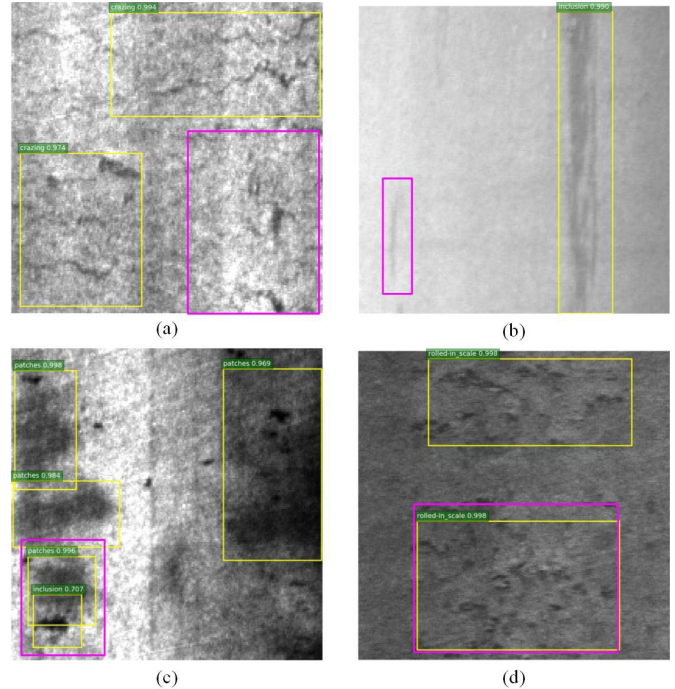 crazing 0.994
crazing 0.974
(a)
inclusion 0.990
(b)
patches 0.998
patches 0.969
patches 0.984
patches 0.996
inclusion 0.707
(c)
rolled-in_scale 0.998
rolled-in_scale 0.998
(d)